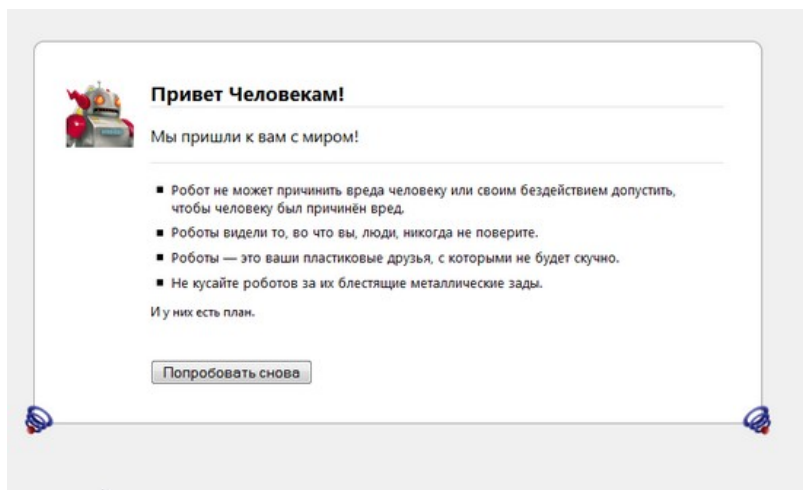 Привет Человекам!
Мы пришли к вам с миром!
Робот не может причинить вреда человеку или своим бездействием допустить,
чтобы человеку был причинён вред.
Роботы видели то, во что вы, люди, никогда не поверите.
Роботы — это ваши пластиковые друзья, с которыми не будет скучно.
Не кусайте роботов за их блестящие металлические зады.
И у них есть план.
Попробовать снова